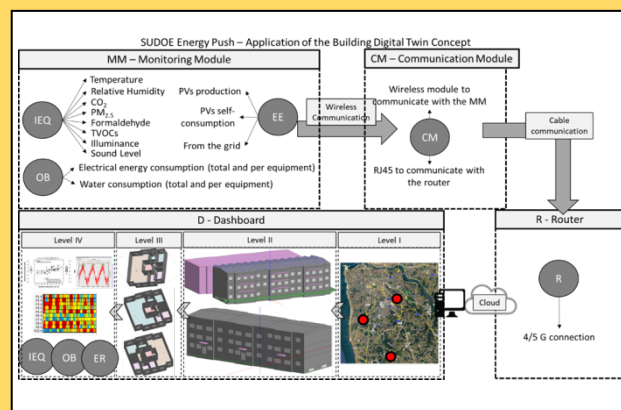 SUDOE Energy Push – Application of the Building Digital Twin Concept
MM – Monitoring Module
IEQ
Temperature
Relative Humidity
CO2
PM2.5
Formaldehyde
TVOCs
Illuminance
Sound Level
OB
Electrical energy consumption (total and per equipment)
Water consumption (total and per equipment)
PVs production
PVs self-
consumption
From the grid
EE
Wireless
Communication
CM – Communication Module
Wireless module to
communicate with the MM
CM
RJ45 to communicate with
the router
Cable
communication
D - Dashboard
Level IV
Level III
Level II
Level I
IEQ
OB
ER
Cloud
R - Router
R
4/5 G connection